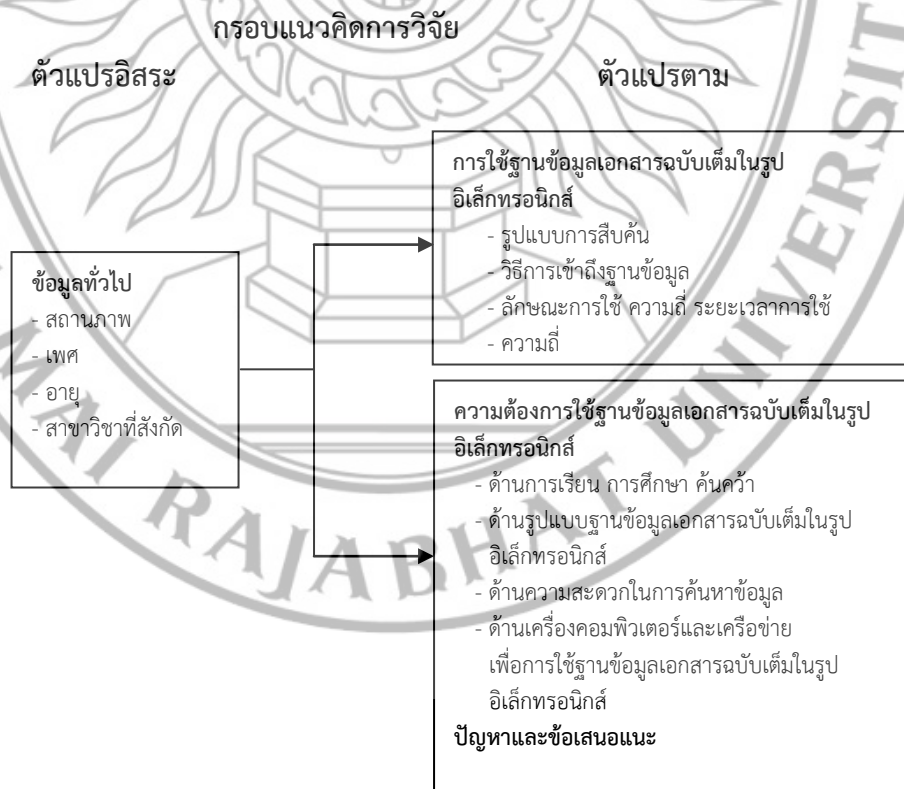 กรอบแนวคิดการวิจัย
ตัวแปรอิสระ
ตัวแปรตาม
ข้อมูลทั่วไป
- สถานภาพ
- เพศ
- อายุ
- สาขาวิชาที่สังกัด
การใช้ฐานข้อมูลเอกสารฉบับเต็มในรูป
อิเล็กทรอนิกส์
- รูปแบบการสืบค้น
- วิธีการเข้าถึงฐานข้อมูล
- ลักษณะการใช้ ความถี่ ระยะเวลาการใช้
- ความถี่
ความต้องการใช้ฐานข้อมูลเอกสารฉบับเต็มในรูป
อิเล็กทรอนิกส์
- ด้านการเรียน การศึกษา ค้นคว้า
- ด้านรูปแบบฐานข้อมูลเอกสารฉบับเต็มในรูป
อิเล็กทรอนิกส์
- ด้านความสะดวกในการค้นหาข้อมูล
- ด้านเครื่องคอมพิวเตอร์และเครือข่าย
เพื่อการใช้ฐานข้อมูลเอกสารฉบับเต็มในรูป
อิเล็กทรอนิกส์
ปัญหาและข้อเสนอแนะ
MAI RAJABHAT UNIVERSIT